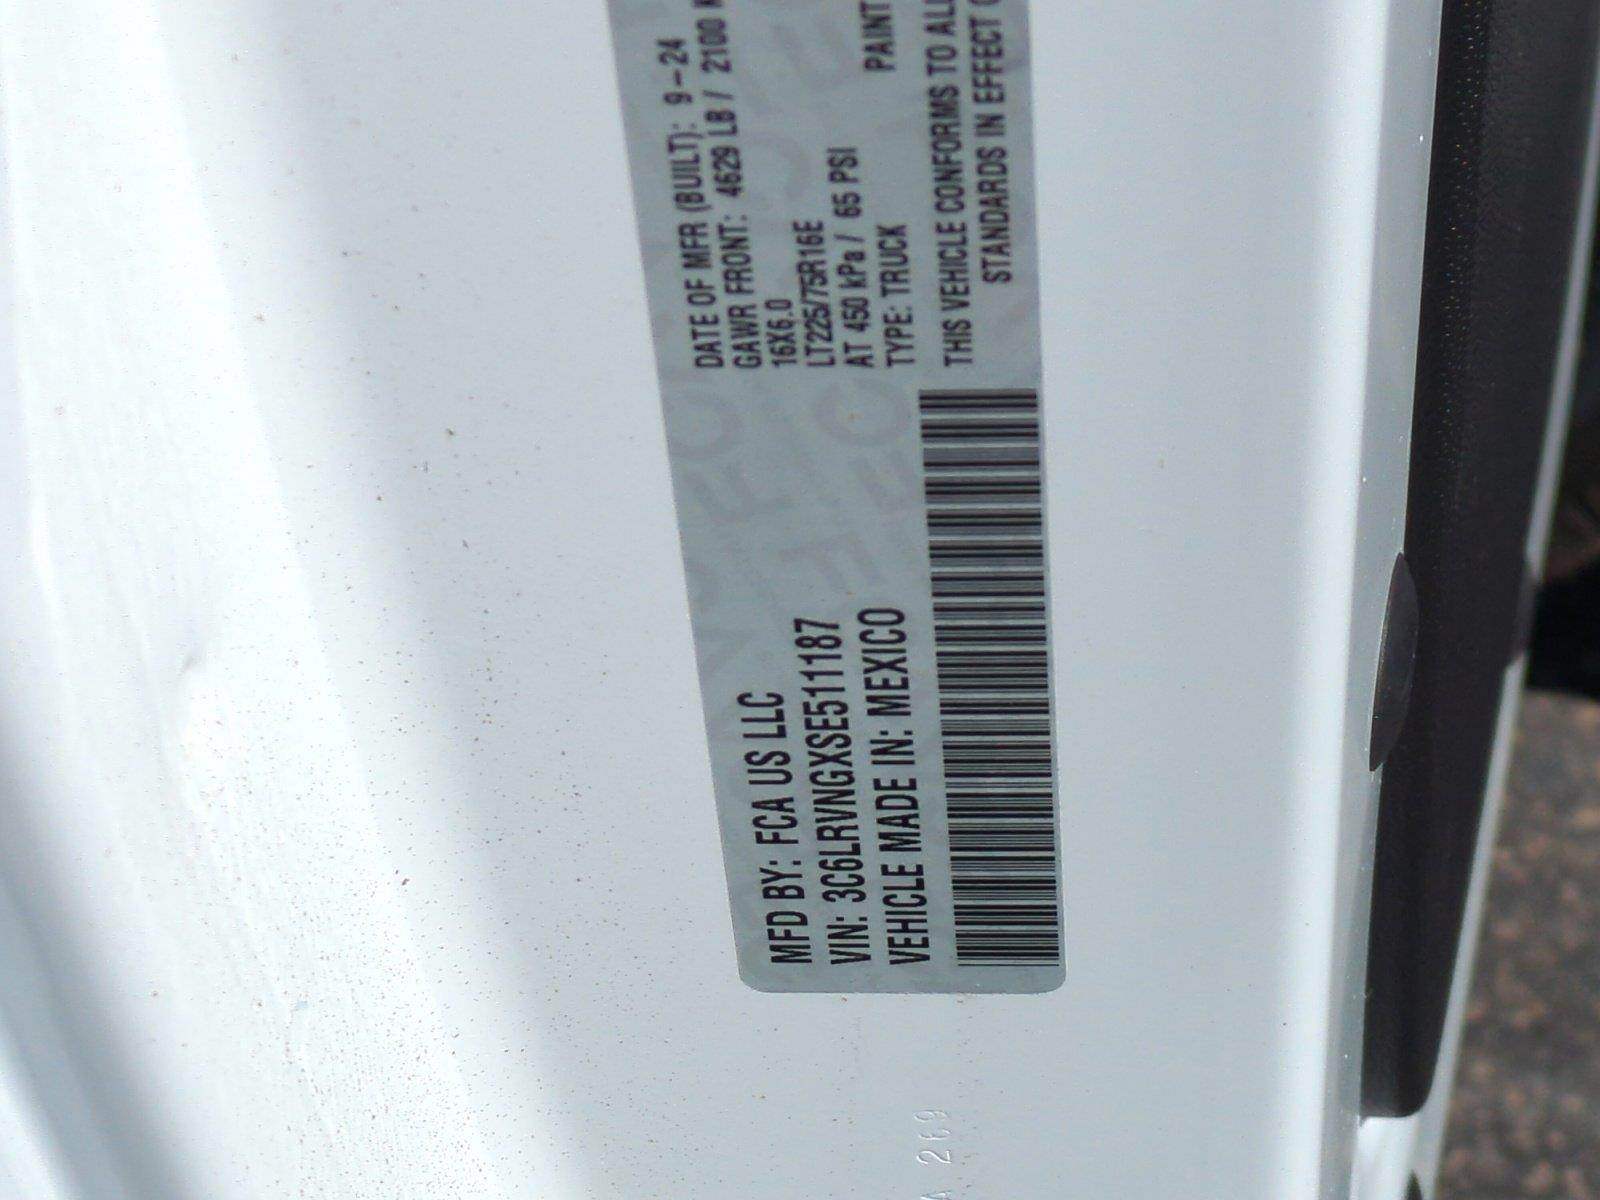 MFD BY: FCA US LLC
VIN: 3C6LRVNGXSE511187
VEHICLE MADE IN: MEXICO
DATE OF MFR (BUILT): 9-24
GAWR FRONT: 4629 LB / 2100
16X6.0
LT225/75R16E
AT 450 kPa / 65 PSI
TYPE: TRUCK
PAINT
THIS VEHICLE CONFORMS TO ALL
STANDARDS IN EFFECT
A 269